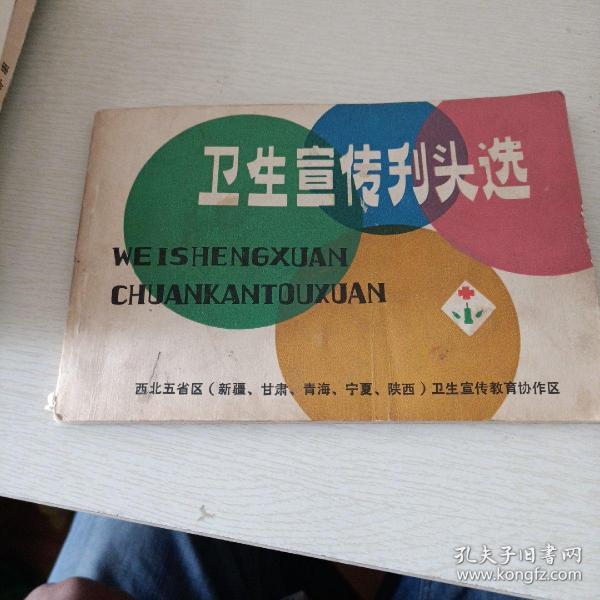 卫生宣传刊头选
WEISHENGXUAN
CHUANKANTOUXUAN
西北五省区（新疆、甘肃、青海、宁夏、陕西）卫生宣传教育协作区
孔夫子旧书网
www.kongfz.com